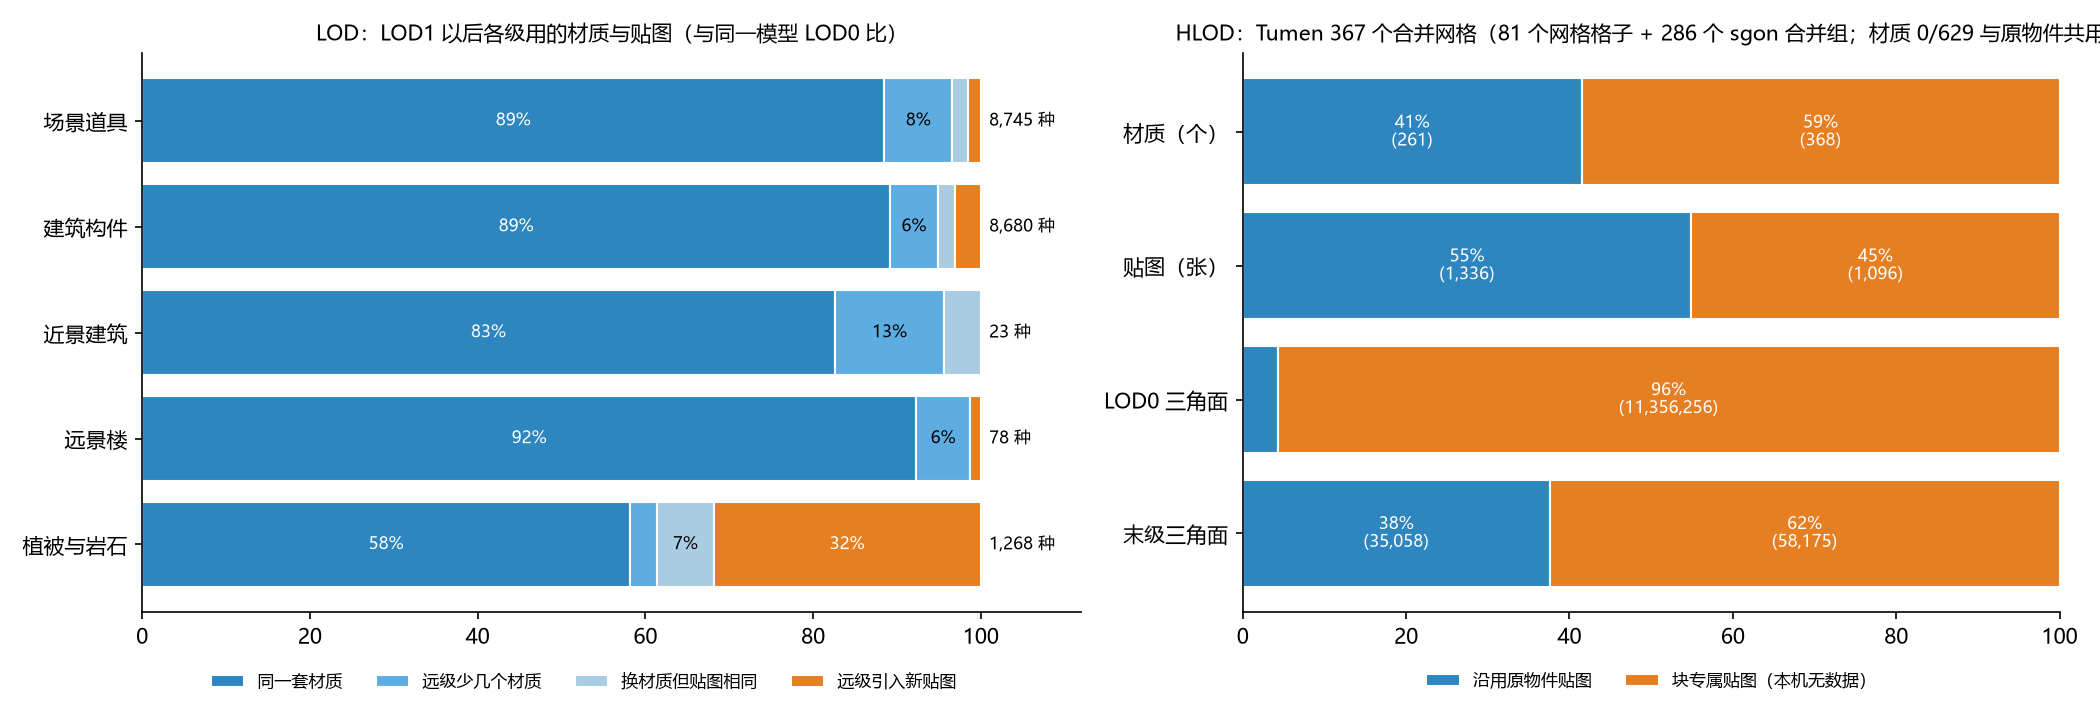 LOD：LOD1 以后各级用的材质与贴图（与同一模型 LOD0 比）
场景道具
89%
8%
8,745 种
建筑构件
89%
6%
8,680 种
近景建筑
83%
13%
23 种
远景楼
92%
6%
78 种
植被与岩石
58%
7%
32%
1,268 种
0 20 40 60 80 100
同一套材质 远级少几个材质 换材质但贴图相同 远级引入新贴图
HLOD：Tumen 367 个合并网格（81 个网格格子 + 286 个 sgon 合并组；材质 0/629 与原物件共用
材质（个）
41%
(261)
59%
(368)
贴图（张）
55%
(1,336)
45%
(1,096)
LOD0 三角面
96%
(11,356,256)
末级三角面
38%
(35,058)
62%
(58,175)
0 20 40 60 80 100
沿用原物件贴图 块专属贴图（本机无数据）